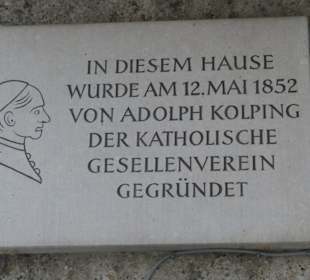 IN DIESEM HAUSE
WURDE AM 12. MAI 1852
VON ADOLPH KOLPING
DER KATHOLISCHE
GESELLENVEREIN
GEGRÜNDET